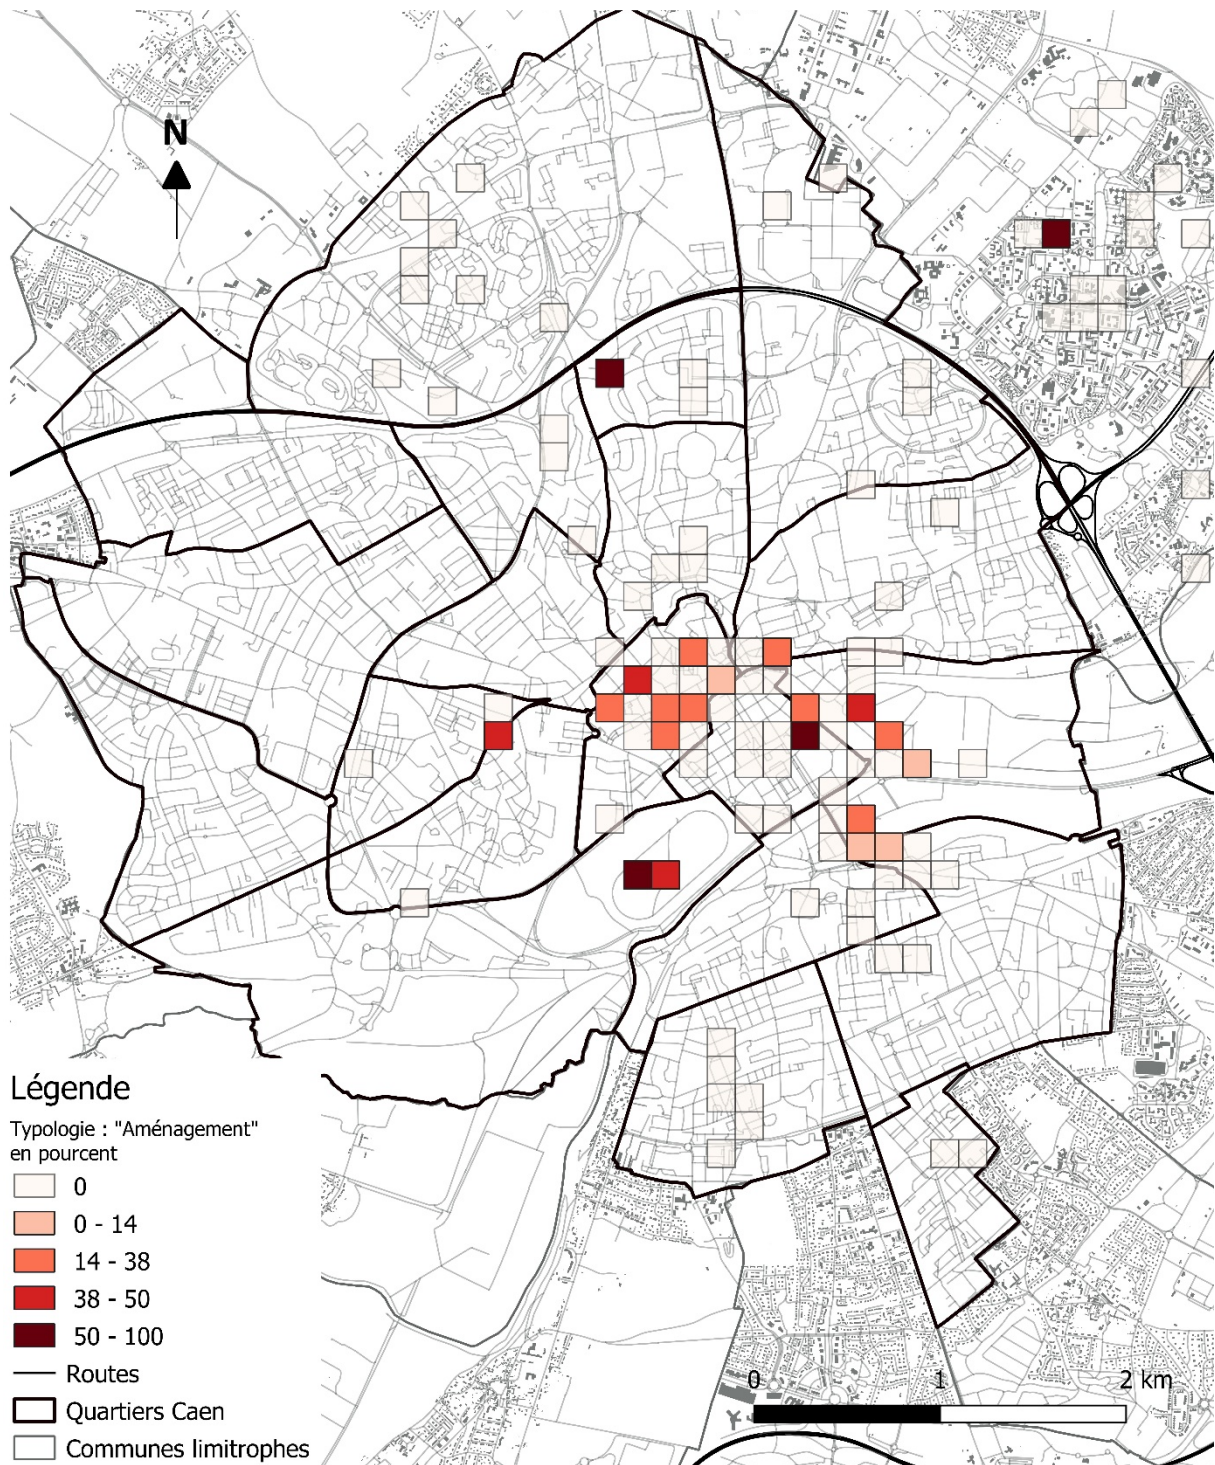 N
Légende
Typologie : "Aménagement"
en pourcent
0
0 - 14
14 - 38
38 - 50
50 - 100
Routes
Quartiers Caen
Communes limitrophes
0 1 2 km